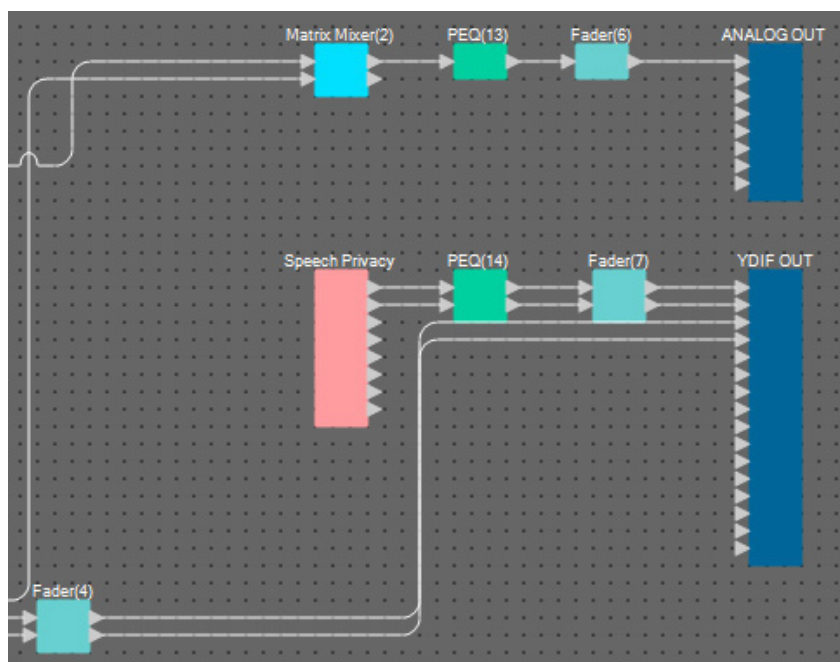 Matrix Mixer(2)
PEQ(13)
Fader(6)
ANALOG OUT
Speech Privacy
PEQ(14)
Fader(7)
YDIF OUT
Fader(4)